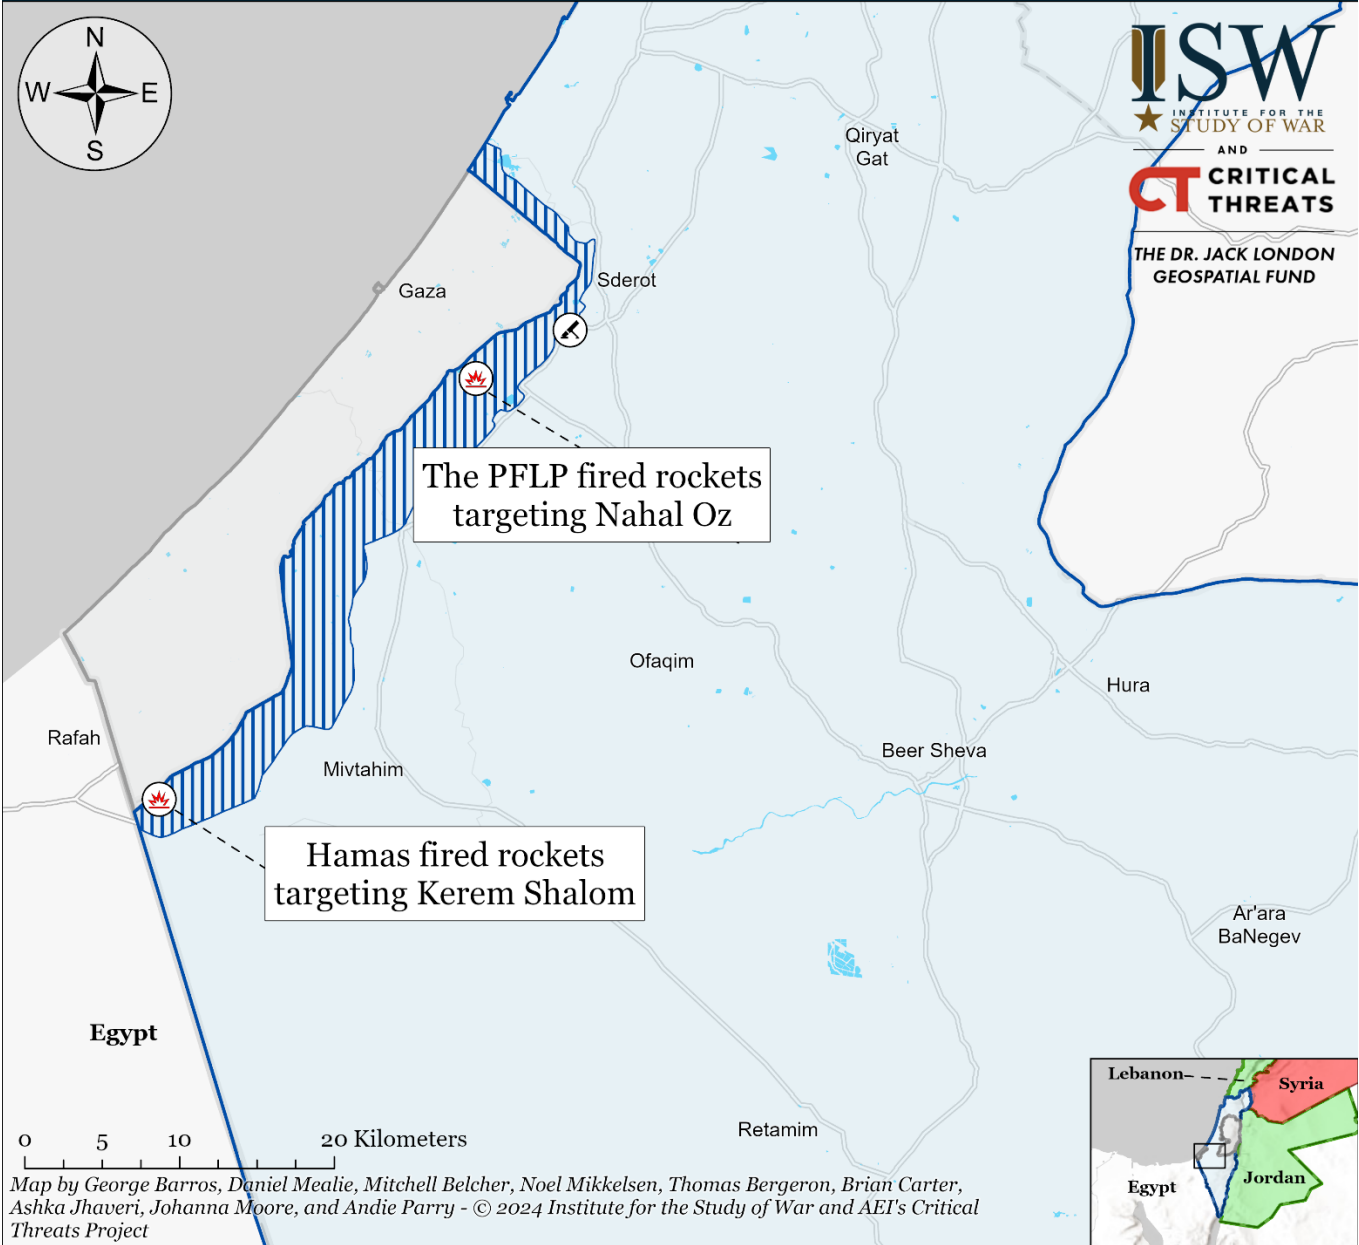 N
W
E
S
ISW
INSTITUTE FOR THE
STUDY OF WAR
AND
CT CRITICAL
THREATS
THE DR. JACK LONDON
GEOSPATIAL FUND
Qiryat
Gat
Sderot
Gaza
The PFLP fired rockets
targeting Nahal Oz
Ofaqim
Hura
Rafah
Beer Sheva
Mivtahim
Hamas fired rockets
targeting Kerem Shalom
Ar'ara
BaNegev
Egypt
Retamim
0 5 10 20 Kilometers
Map by George Barros, Daniel Mealie, Mitchell Belcher, Noel Mikkelsen, Thomas Bergeron, Brian Carter,
Ashka Jhaveri, Johanna Moore, and Andie Parry - © 2024 Institute for the Study of War and AEI's Critical
Threats Project
Lebanon
Syria
Jordan
Egypt